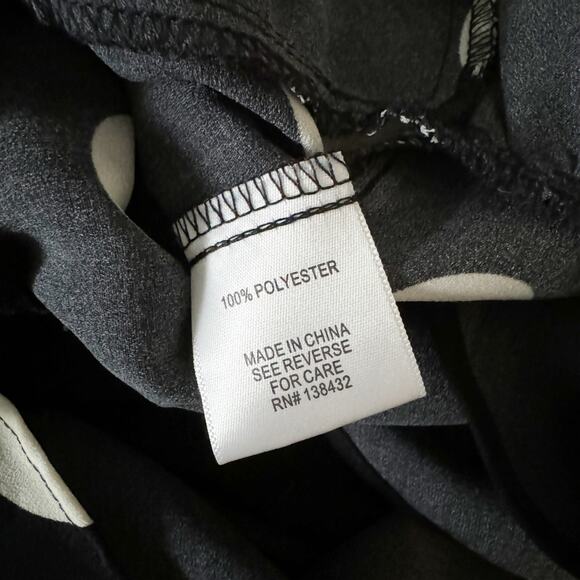 100% POLYESTER
MADE IN CHINA
SEE REVERSE
FOR CARE
RN# 138432